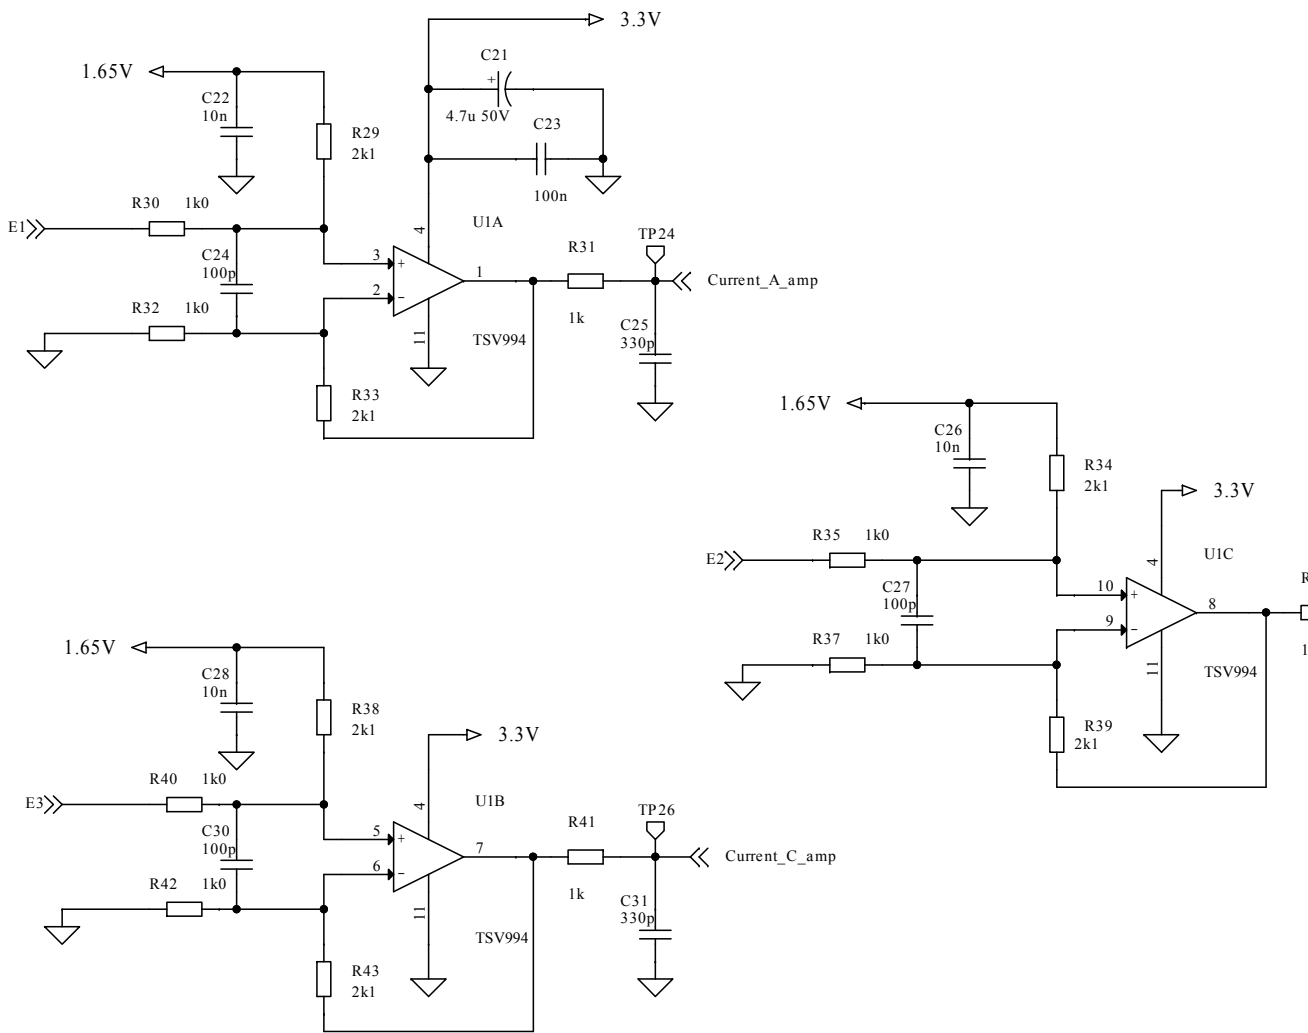 3.3V
C21
+
4.7u 50V
C23
100n
1.65V
C22
10n
R29
2k1
R30 1k0
E1
C24
100p
R32 1k0
U1A
4
3
+
2
−
1
11
TSV994
R33
2k1
R31
1k
TP24
Current_A_amp
C25
330p
1.65V
C26
10n
R34
2k1
3.3V
R35 1k0
E2
C27
100p
R37 1k0
U1C
4
10
+
9
−
8
11
TSV994
R39
2k1
R
1
1.65V
C28
10n
R38
2k1
3.3V
R40 1k0
E3
C30
100p
R42 1k0
U1B
4
5
+
6
−
7
11
TSV994
R43
2k1
R41
1k
TP26
Current_C_amp
C31
330p